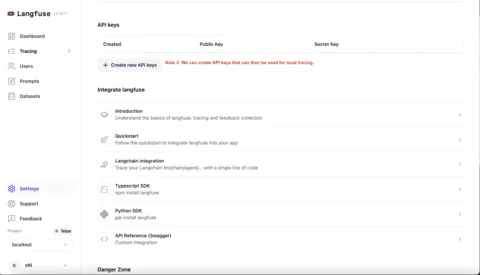 Langfuse
API keys
Created Public Key Secret Key
+ Create new API keys
Note 3: We can create API keys that can then be used for local tracing.
Integrate langfuse
Introduction
Understand the basics of langfuse: tracing and feedback collection
Quickstart
Follow the quickstart to integrate langfuse into your app
Langchain integration
Trace your Langchain llm/chain/agent/... with a single line of code
Typescript SDK
npm install langfuse
Python SDK
pip install langfuse
API Reference (Swagger)
Custom integration
Danger Zone
Dashboard
Tracing
Users
Prompts
Datasets
Settings
Support
Feedback
Project + New
localtest